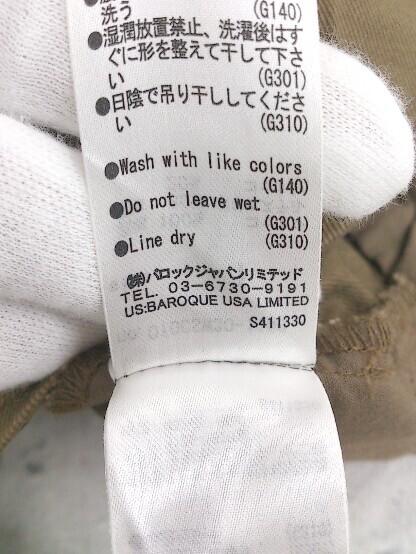 洗う (G140)
●湿潤放置禁止、洗濯後はす
ぐに形を整えて干して下さ
い (G301)
●日陰で吊り干ししてくださ
い (G310)
●Wash with like colors
(G140)
●Do not leave wet
(G301)
●Line dry (G310)
㈱バロックジャパンリミテッド
TEL. 03-6730-9191
US:BAROQUE USA LIMITED
S411330